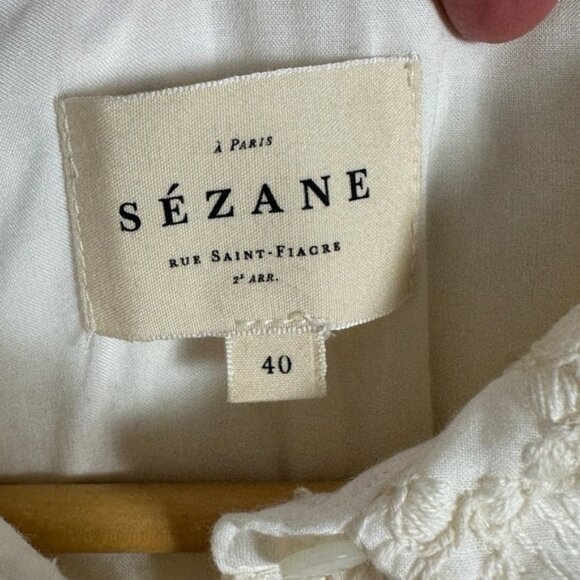 À PARIS
SÉZANE
RUE SAINT-FIACRE
2ᴱ ARR.
40